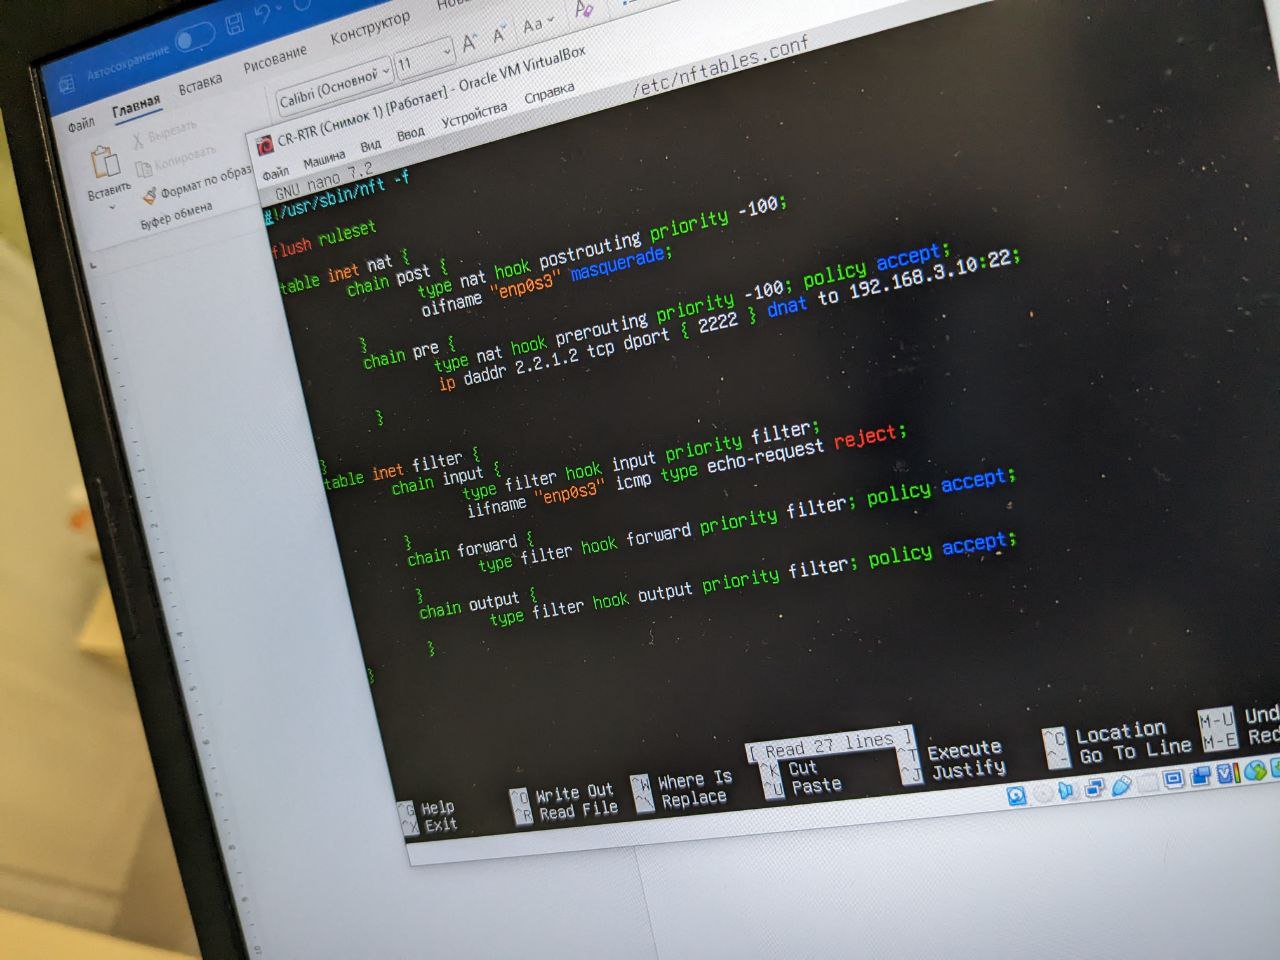 Автосохранение
Файл Главная Вставка Рисование Конструктор
Вставить
Вырезать
Копировать
Формат по образ
Буфер обмена
Calibri (Основной 11
Aa
CR-RTR (Снимок 1) [Работает] - Oracle VM VirtualBox
Файл Машина Вид Ввод Устройства Справка
GNU nano 7.2 /etc/nftables.conf
#!/usr/sbin/nft -f
flush ruleset
table inet nat {
chain post {
type nat hook postrouting priority -100;
oifname "enp0s3" masquerade;
}
chain pre {
type nat hook prerouting priority -100; policy accept;
ip daddr 2.2.1.2 tcp dport { 2222 } dnat to 192.168.3.10:22;
}
}
table inet filter {
chain input {
type filter hook input priority filter;
iifname "enp0s3" icmp type echo-request reject;
}
chain forward {
type filter hook forward priority filter; policy accept;
}
chain output {
type filter hook output priority filter; policy accept;
}
}
[ Read 27 lines ]
^G Help ^O Write Out ^W Where Is ^K Cut ^T Execute ^C Location M-U
^X Exit ^R Read File ^\ Replace ^U Paste ^J Justify ^_ Go To Line M-E